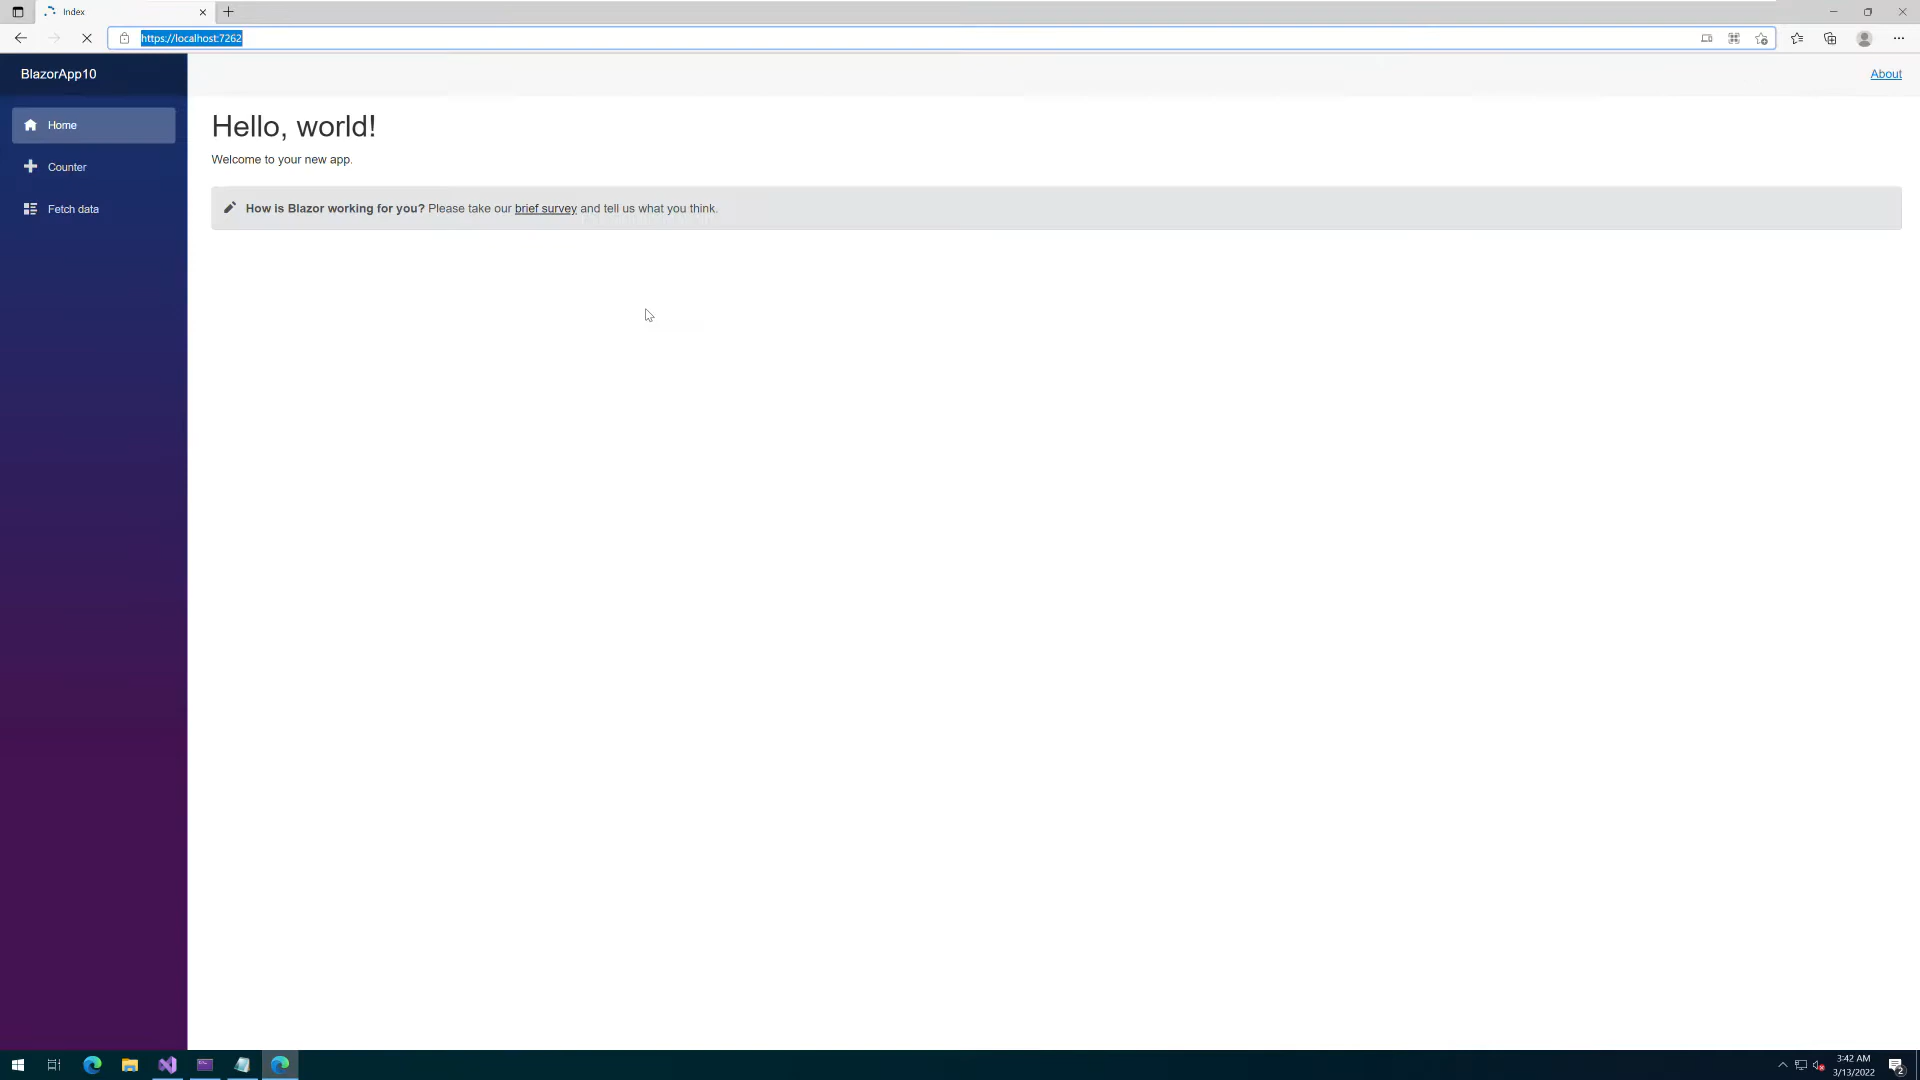 Index
https://localhost:7262
BlazorApp10
About
Home
Counter
Fetch data
Hello, world!
Welcome to your new app.
How is Blazor working for you? Please take our brief survey and tell us what you think.
3:42 AM
3/13/2022
2